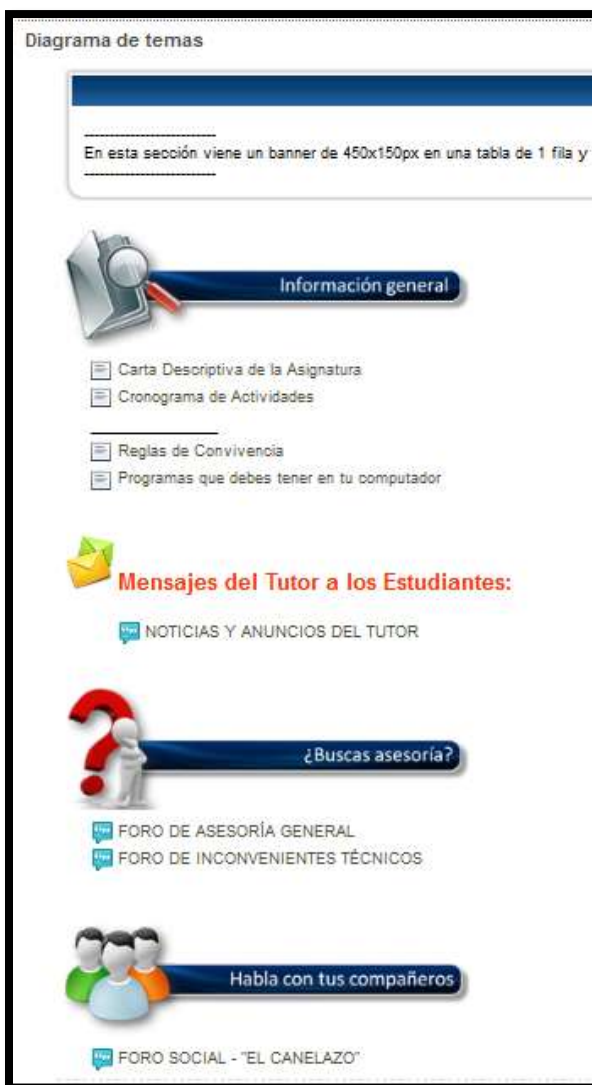 Diagrama de temas
-------------------------
En esta sección viene un banner de 450x150px en una tabla de 1 fila y
-------------------------
Información general
Carta Descriptiva de la Asignatura
Cronograma de Actividades
________________
Reglas de Convivencia
Programas que debes tener en tu computador
Mensajes del Tutor a los Estudiantes:
NOTICIAS Y ANUNCIOS DEL TUTOR
¿Buscas asesoría?
FORO DE ASESORÍA GENERAL
FORO DE INCONVENIENTES TÉCNICOS
Habla con tus compañeros
FORO SOCIAL - "EL CANELAZO"